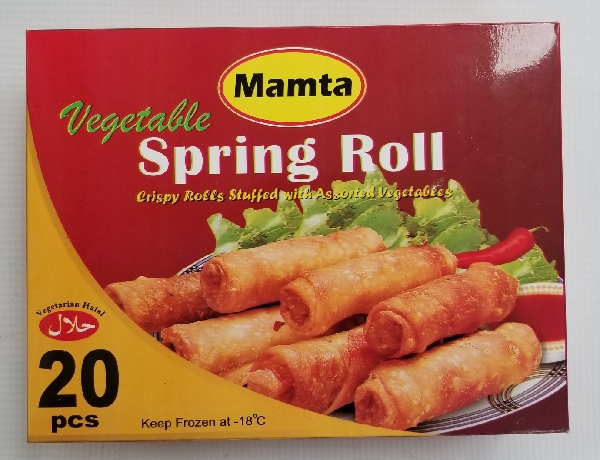 Mamta
Vegetable
Spring Roll
Crispy Rolls Stuffed with Assorted Vegetables
Vegetarian Halal
حلال
20
pcs
Keep Frozen at -18°C